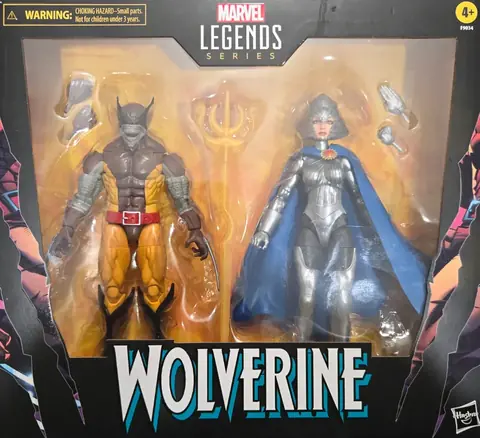 WARNING: CHOKING HAZARD–Small parts.
Not for children under 3 years.
MARVEL
LEGENDS
SERIES
4+
F9034
WOLVERINE
Hasbro